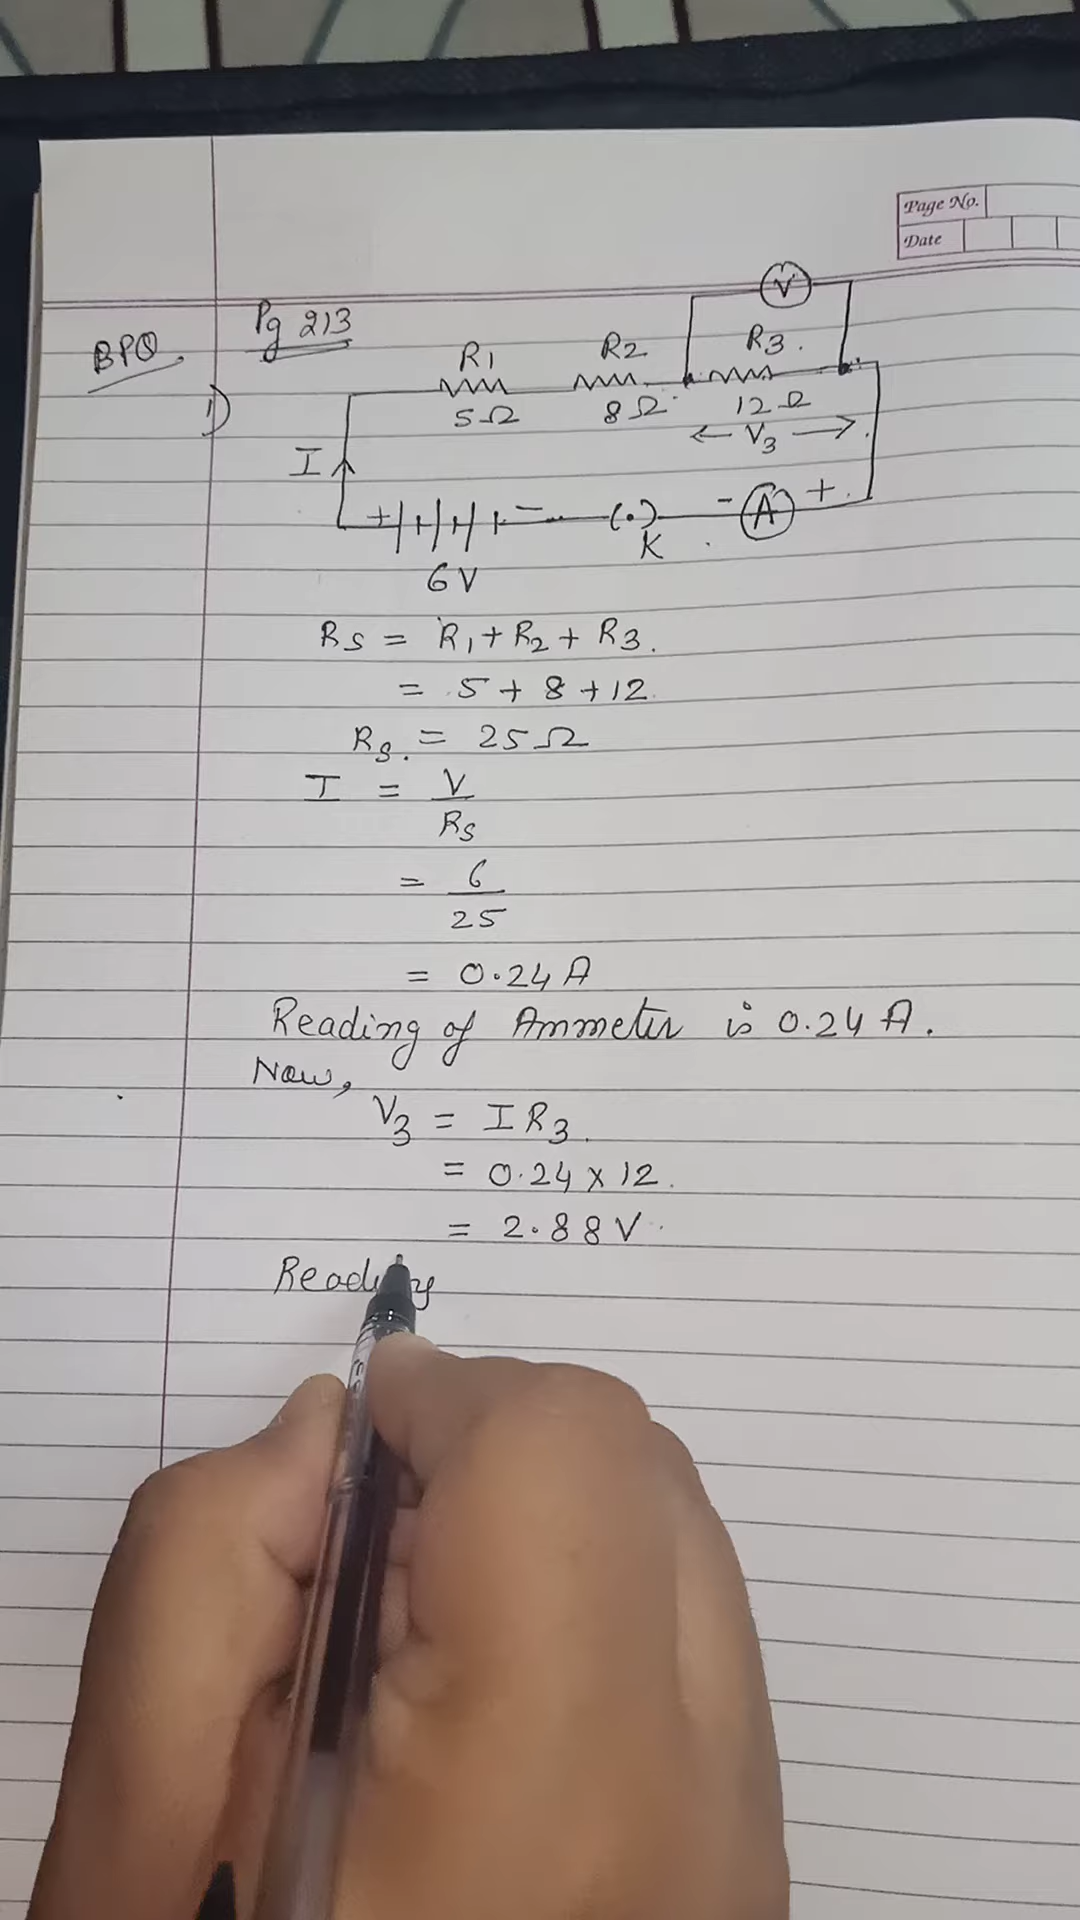 Page No.
Date
BPQ.
Pg 213
1)
V
R1
R2
R3.
5Ω
8Ω
12Ω
← V3 →
I
+
-
(.)
- A +
K
6V
RS = R1 + R2 + R3.
= 5 + 8 + 12
RS. = 25Ω
I = V
RS
= 6
25
= 0.24 A
Reading of Ammeter is 0.24 A.
Now,
V3 = I R3.
= 0.24 x 12.
= 2.88 V
Reading